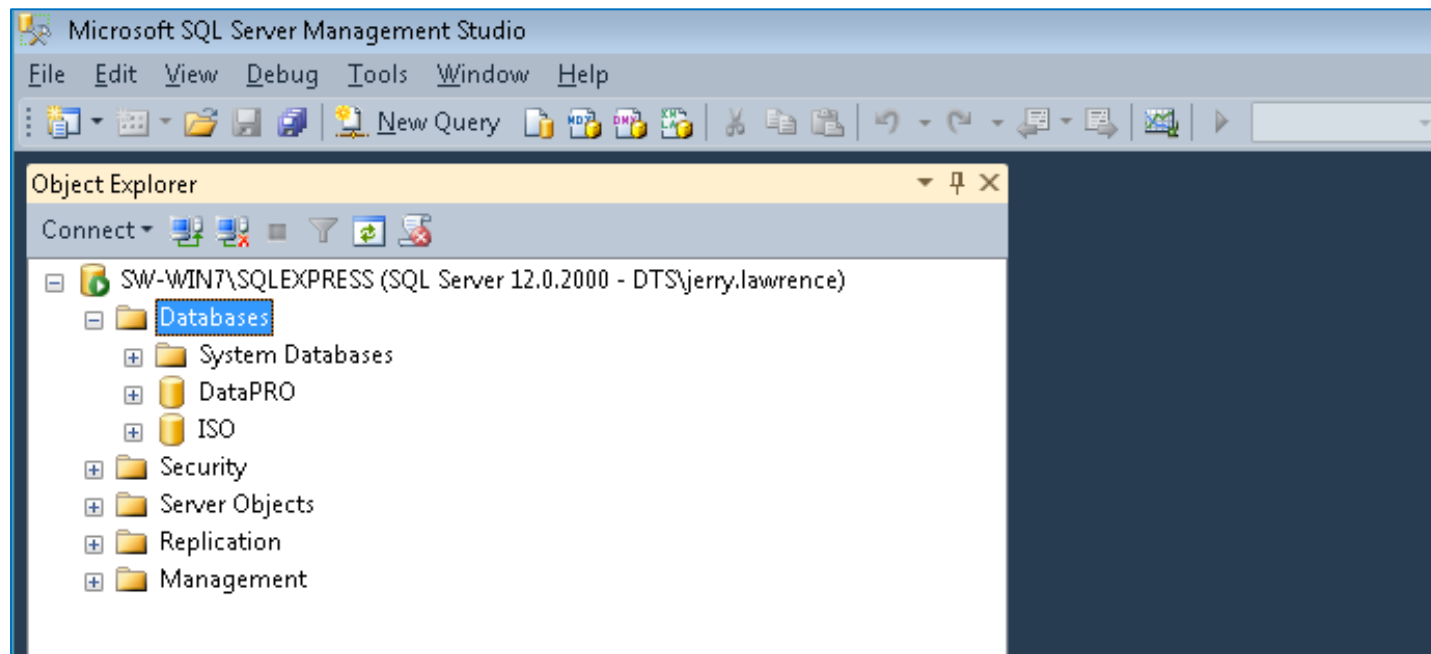 Microsoft SQL Server Management Studio
File Edit View Debug Tools Window Help
New Query
Object Explorer
Connect
SW-WIN7\SQLEXPRESS (SQL Server 12.0.2000 - DTS\jerry.lawrence)
Databases
System Databases
DataPRO
ISO
Security
Server Objects
Replication
Management